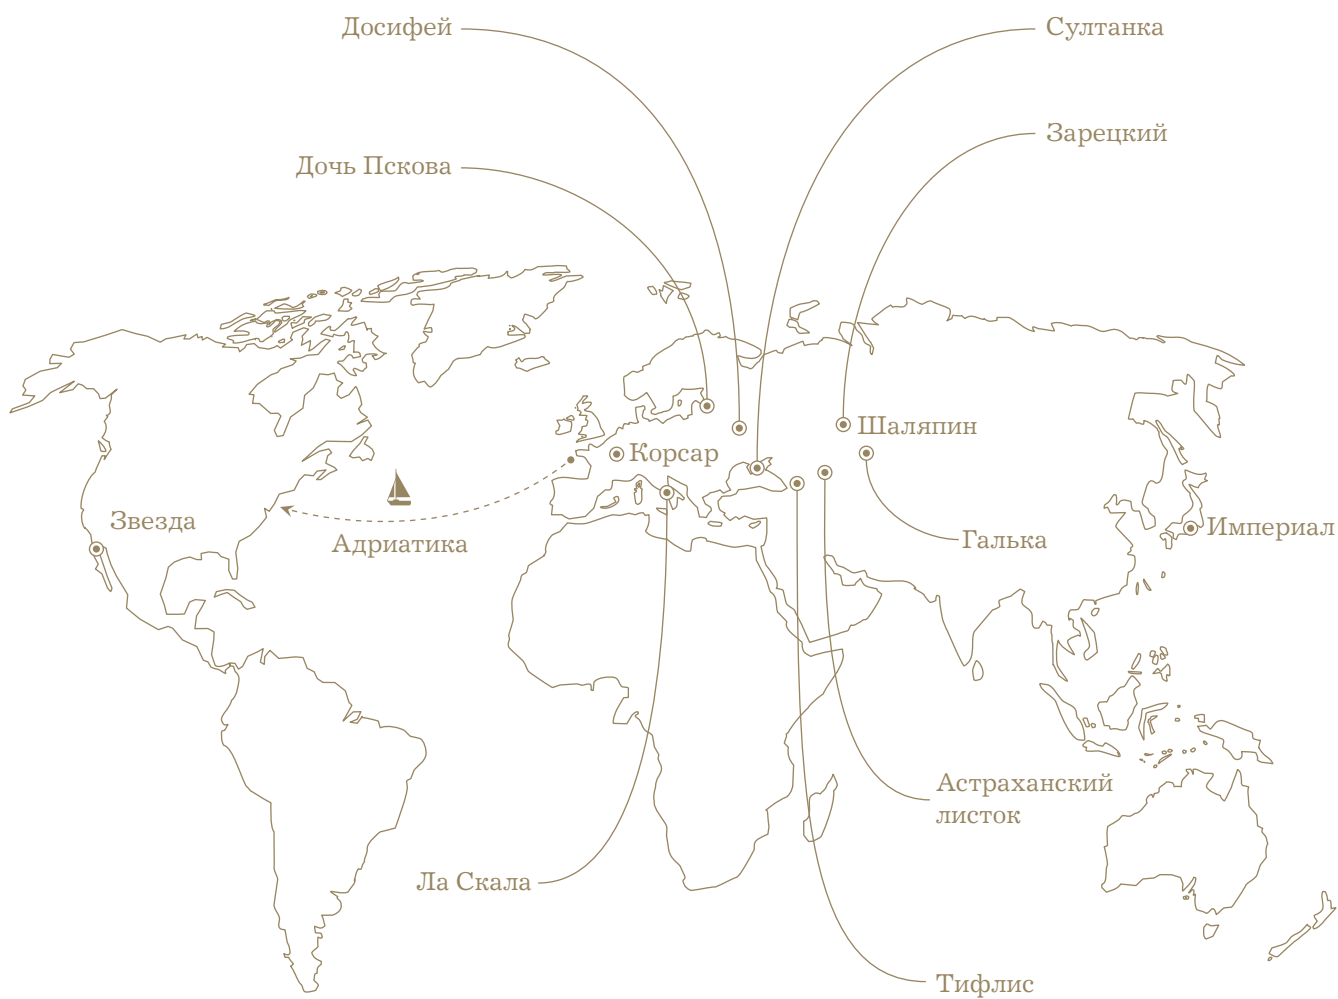 Досифей
Султанка
Зарецкий
Дочь Пскова
Шаляпин
Корсар
Звезда
Империал
Адриатика
Галька
Астраханский
листок
Ла Скала
Тифлис